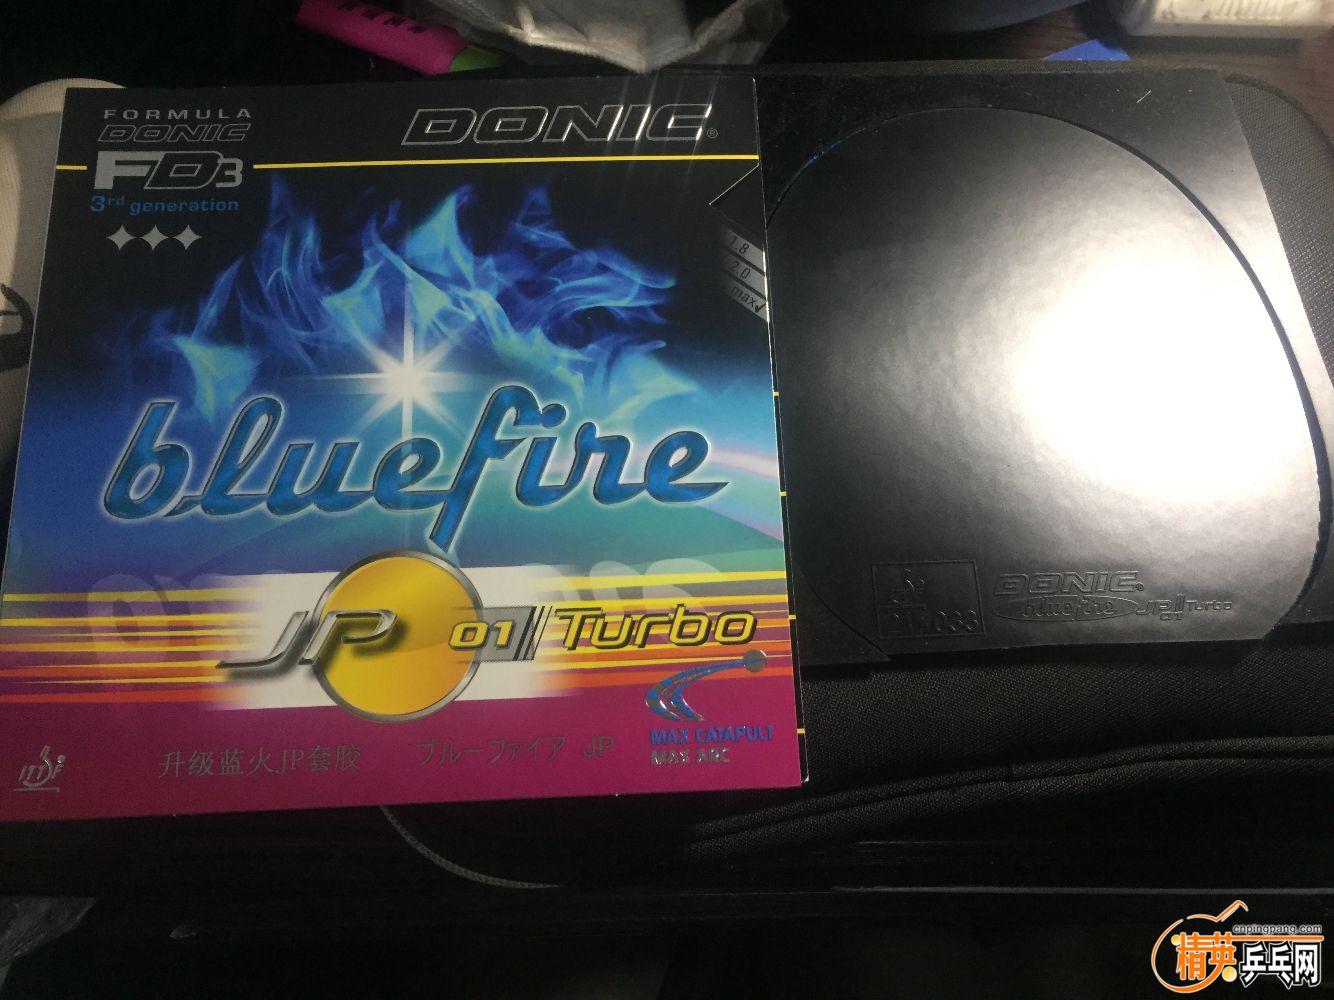 FORMULA
DONIC
FD3
3rd generation
DONIC®
1.8
2.0
max✓
bluefire
JP 01 Turbo
MAX CATAPULT
MAX ARC
升级蓝火JP套胶
ブルーファイア JP
ITTF
DONIC®
bluefire JP 01 Turbo
cnpingpang.com
精英乒乓网